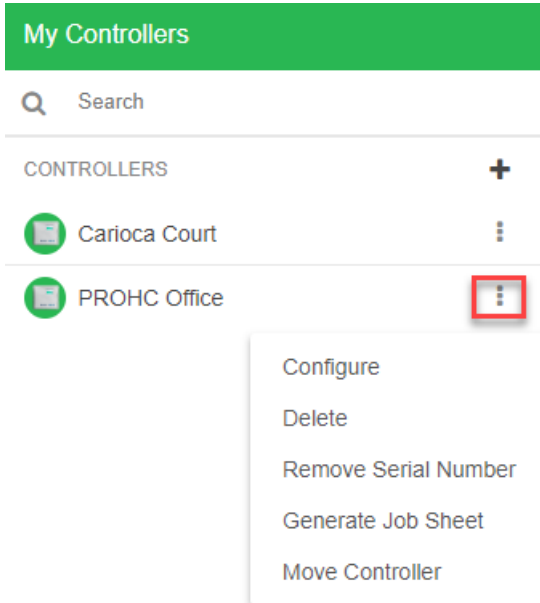 My Controllers
Search
CONTROLLERS
Carioca Court
PROHC Office
Configure
Delete
Remove Serial Number
Generate Job Sheet
Move Controller